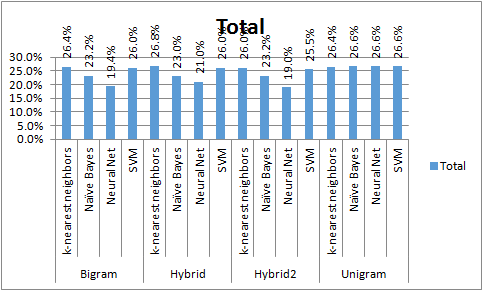 Total
26.4%
23.2%
19.4%
26.0%
26.8%
23.0%
21.0%
26.0%
26.0%
23.2%
19.0%
25.5%
26.4%
26.6%
26.6%
26.6%
30.0%
25.0%
20.0%
15.0%
10.0%
5.0%
0.0%
k-nearest neighbors
Naïve Bayes
Neural Net
SVM
k-nearest neighbors
Naïve Bayes
Neural Net
SVM
k-nearest neighbors
Naïve Bayes
Neural Net
SVM
k-nearest neighbors
Naïve Bayes
Neural Net
SVM
Bigram
Hybrid
Hybrid2
Unigram
Total